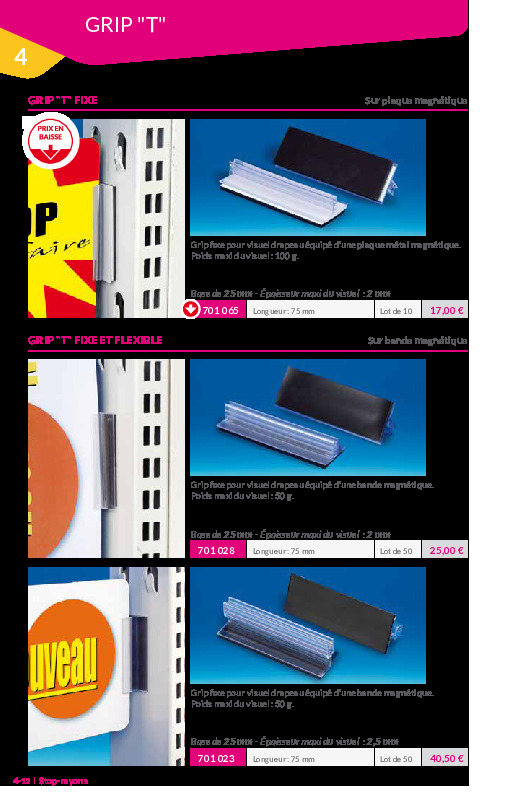 GRIP "T"
4
GRIP "T" FIXE
Sur plaque magnétique
PRIX EN
BAISSE
OP
faire
Grip fixe pour visuel drapeau équipé d'une plaque métal magnétique.
Poids maxi du visuel : 100 g.
Base de 25 mm - Épaisseur maxi du visuel : 2 mm
701 065 Longueur : 75 mm Lot de 10 17,00 €
GRIP "T" FIXE ET FLEXIBLE
Sur bande magnétique
Grip fixe pour visuel drapeau équipé d'une bande magnétique.
Poids maxi du visuel : 50 g.
Base de 25 mm - Épaisseur maxi du visuel : 2 mm
701 028 Longueur : 75 mm Lot de 50 25,00 €
uveau
Grip fixe pour visuel drapeau équipé d'une bande magnétique.
Poids maxi du visuel : 50 g.
Base de 25 mm - Épaisseur maxi du visuel : 2,5 mm
701 023 Longueur : 75 mm Lot de 50 40,50 €
4-12 | Stop-rayons